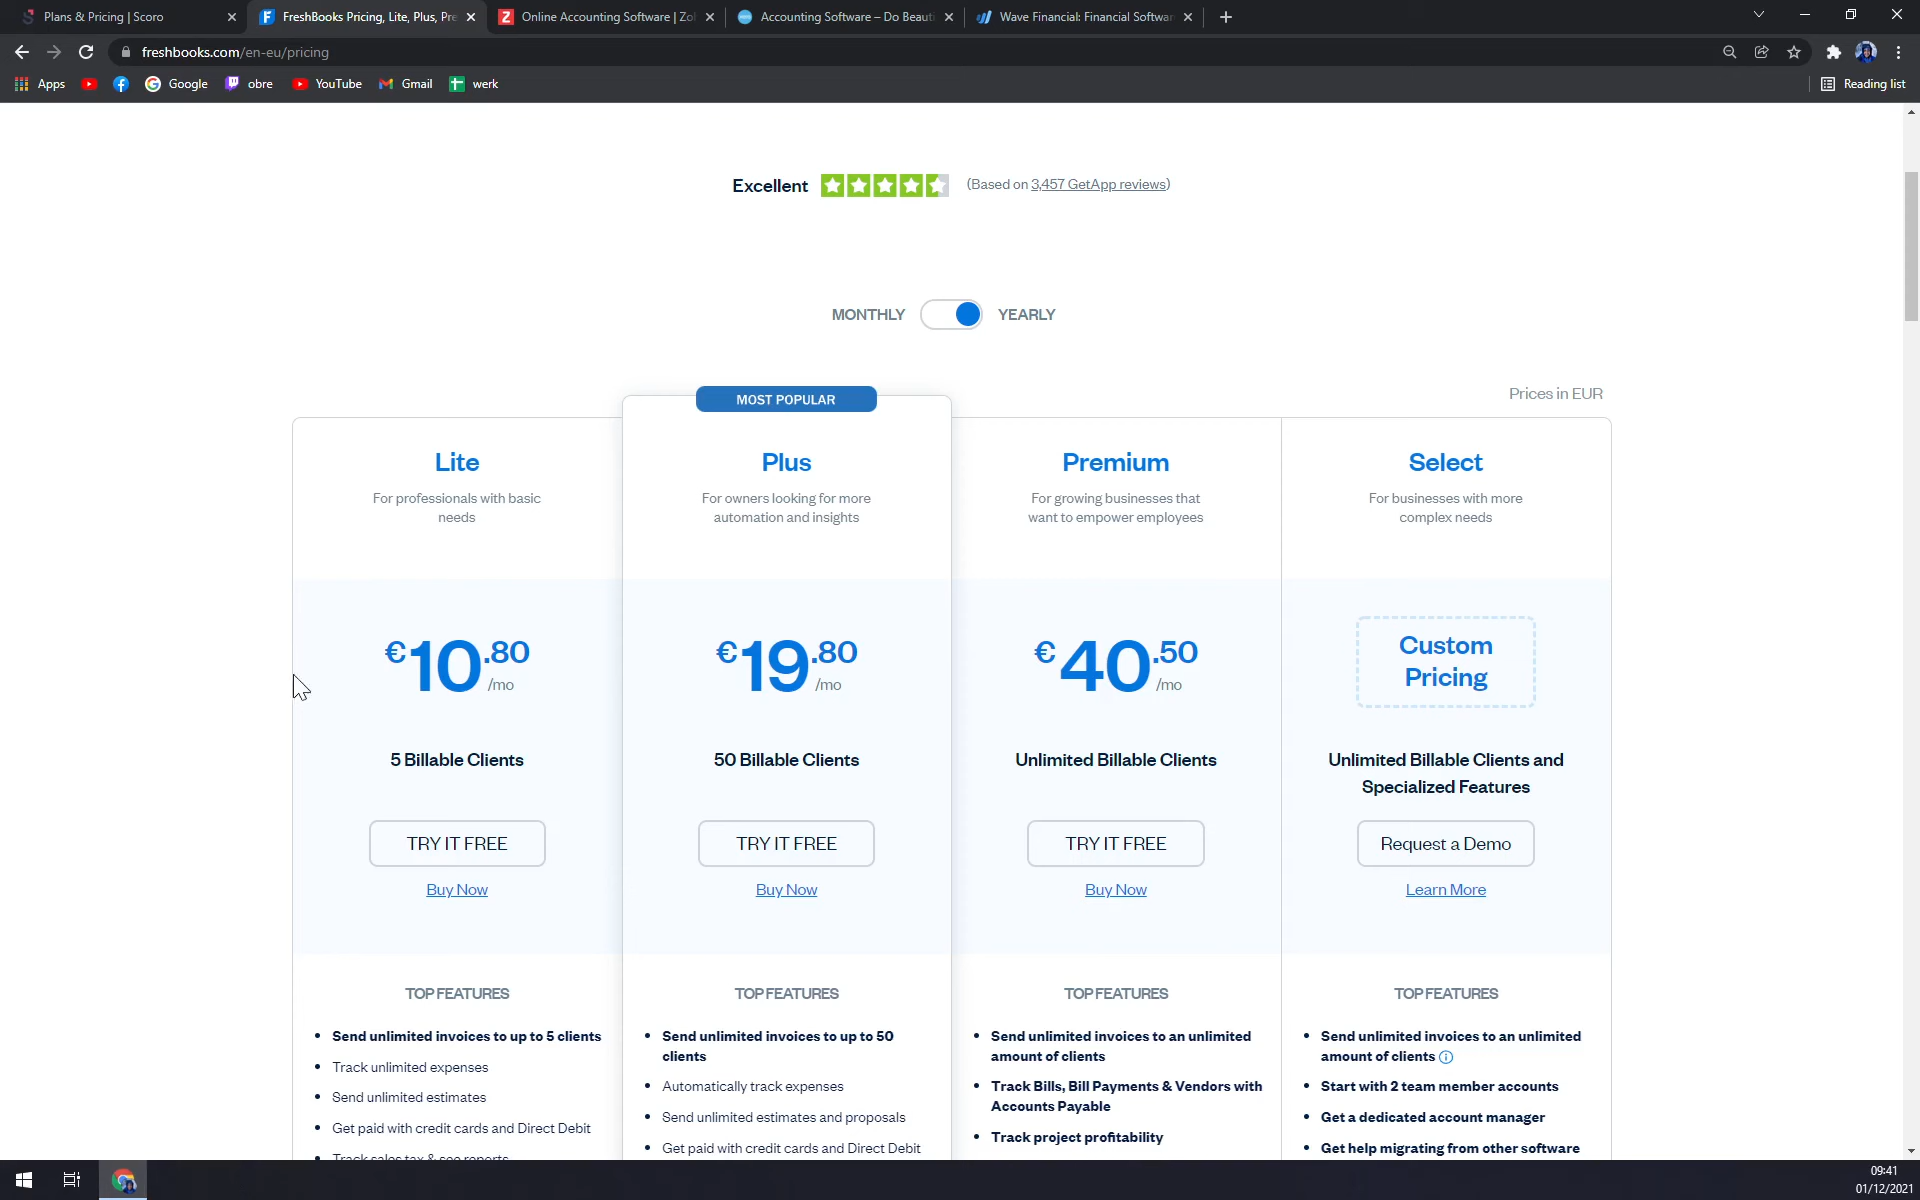 Plans & Pricing | Scoro
FreshBooks Pricing, Lite, Plus, Pre
Online Accounting Software | Zo
Accounting Software – Do Beauti
Wave Financial: Financial Softwar
freshbooks.com/en-eu/pricing
Apps
Google
obre
YouTube
Gmail
werk
Reading list
Excellent
(Based on 3,457 GetApp reviews)
MONTHLY
YEARLY
Prices in EUR
MOST POPULAR
Lite
For professionals with basic
needs
€10.80
/mo
5 Billable Clients
TRY IT FREE
Buy Now
TOP FEATURES
• Send unlimited invoices to up to 5 clients
• Track unlimited expenses
• Send unlimited estimates
• Get paid with credit cards and Direct Debit
• Track sales tax & see reports
Plus
For owners looking for more
automation and insights
€19.80
/mo
50 Billable Clients
TRY IT FREE
Buy Now
TOP FEATURES
• Send unlimited invoices to up to 50
clients
• Automatically track expenses
• Send unlimited estimates and proposals
• Get paid with credit cards and Direct Debit
Premium
For growing businesses that
want to empower employees
€40.50
/mo
Unlimited Billable Clients
TRY IT FREE
Buy Now
TOP FEATURES
• Send unlimited invoices to an unlimited
amount of clients
• Track Bills, Bill Payments & Vendors with
Accounts Payable
• Track project profitability
Select
For businesses with more
complex needs
Custom
Pricing
Unlimited Billable Clients and
Specialized Features
Request a Demo
Learn More
TOP FEATURES
• Send unlimited invoices to an unlimited
amount of clients
• Start with 2 team member accounts
• Get a dedicated account manager
• Get help migrating from other software
09:41
01/12/2021